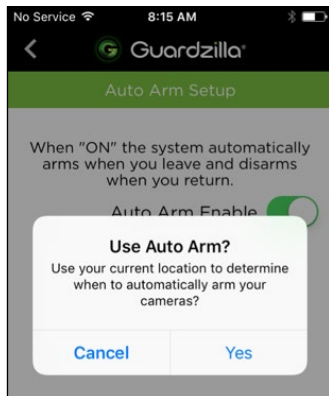 No Service 8:15 AM
Guardzilla®
Auto Arm Setup
When "ON" the system automatically
arms when you leave and disarms
when you return.
Auto Arm Enable
Use Auto Arm?
Use your current location to determine
when to automatically arm your
cameras?
Cancel Yes